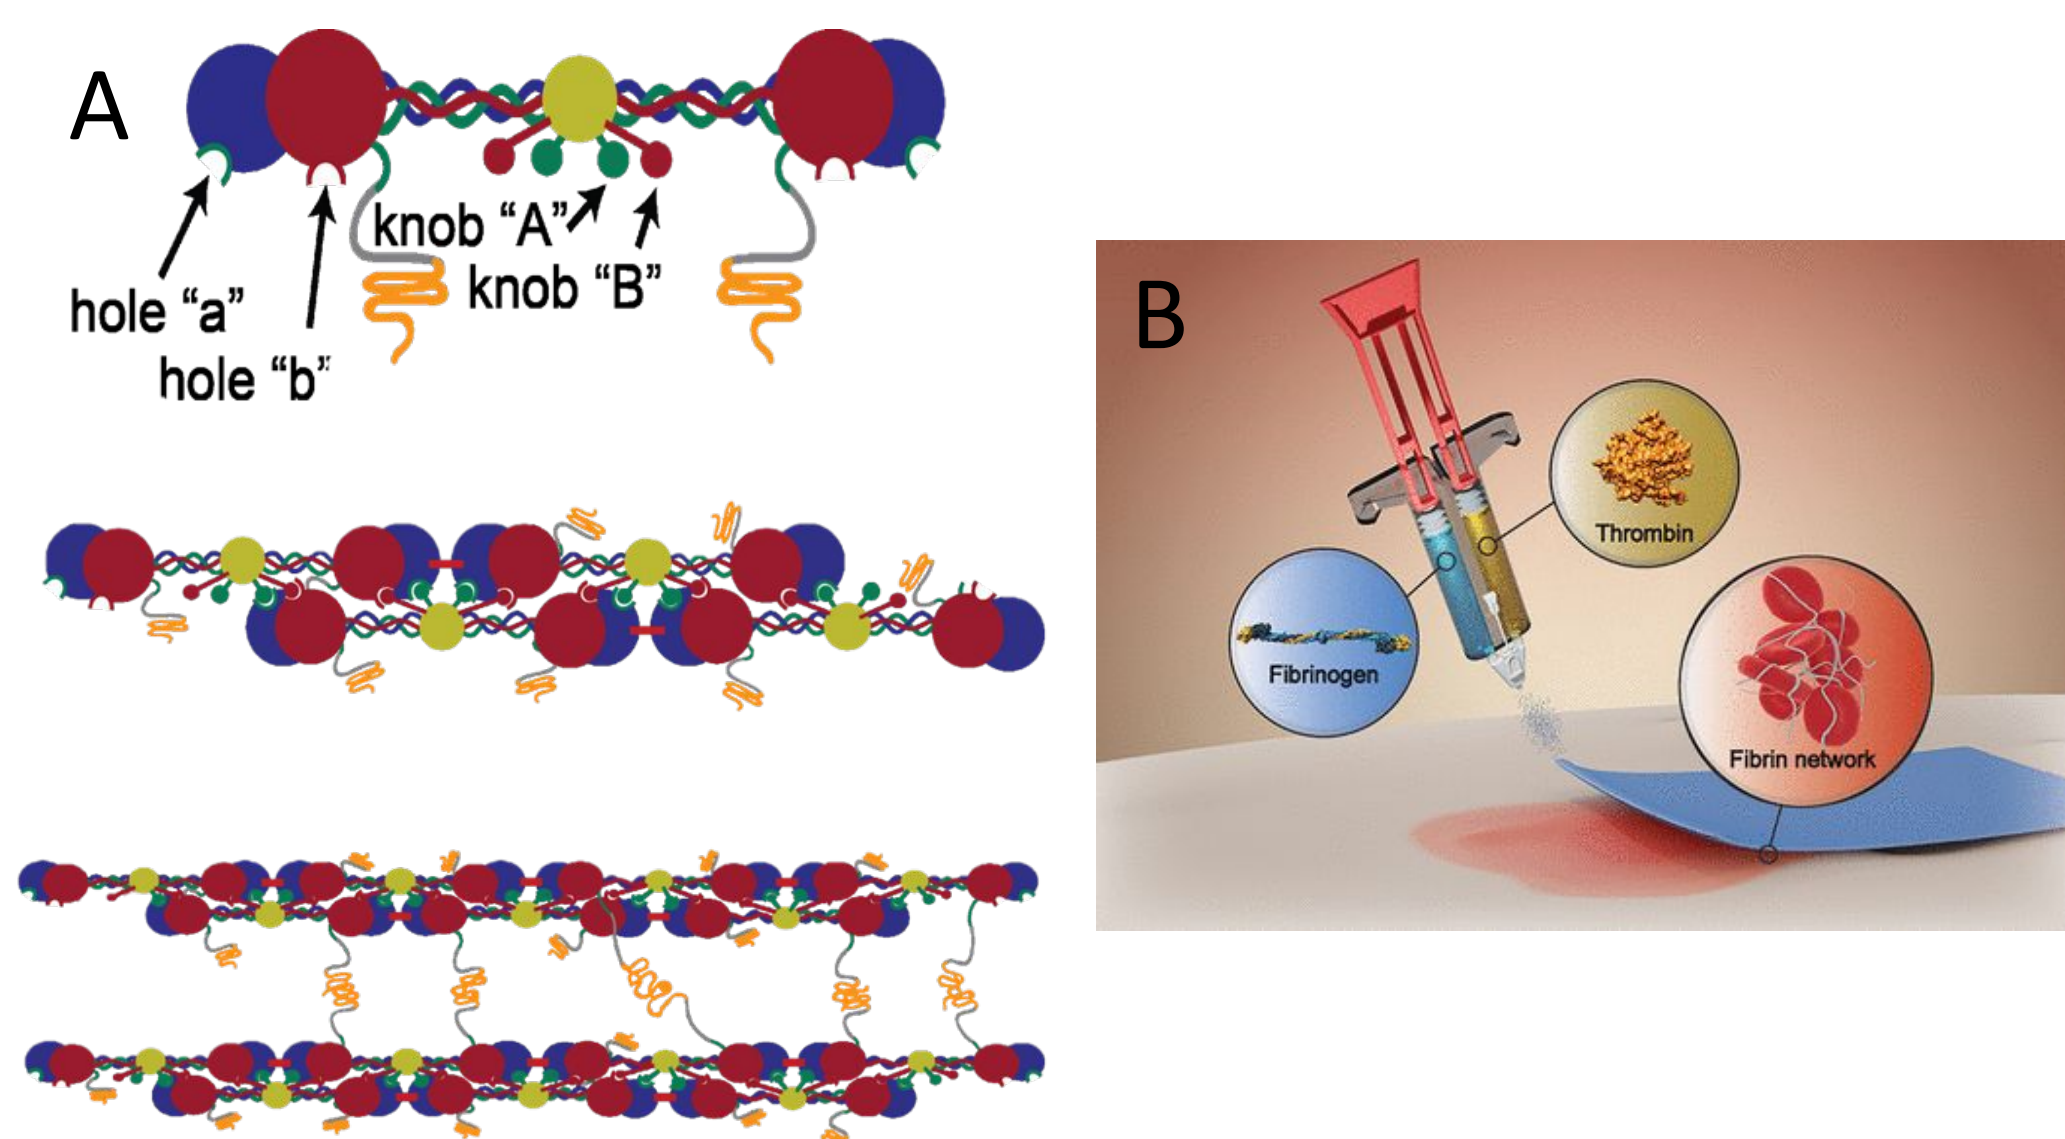 A
knob “A”
knob “B”
hole “a”
hole “b”
B
Thrombin
Fibrinogen
Fibrin network